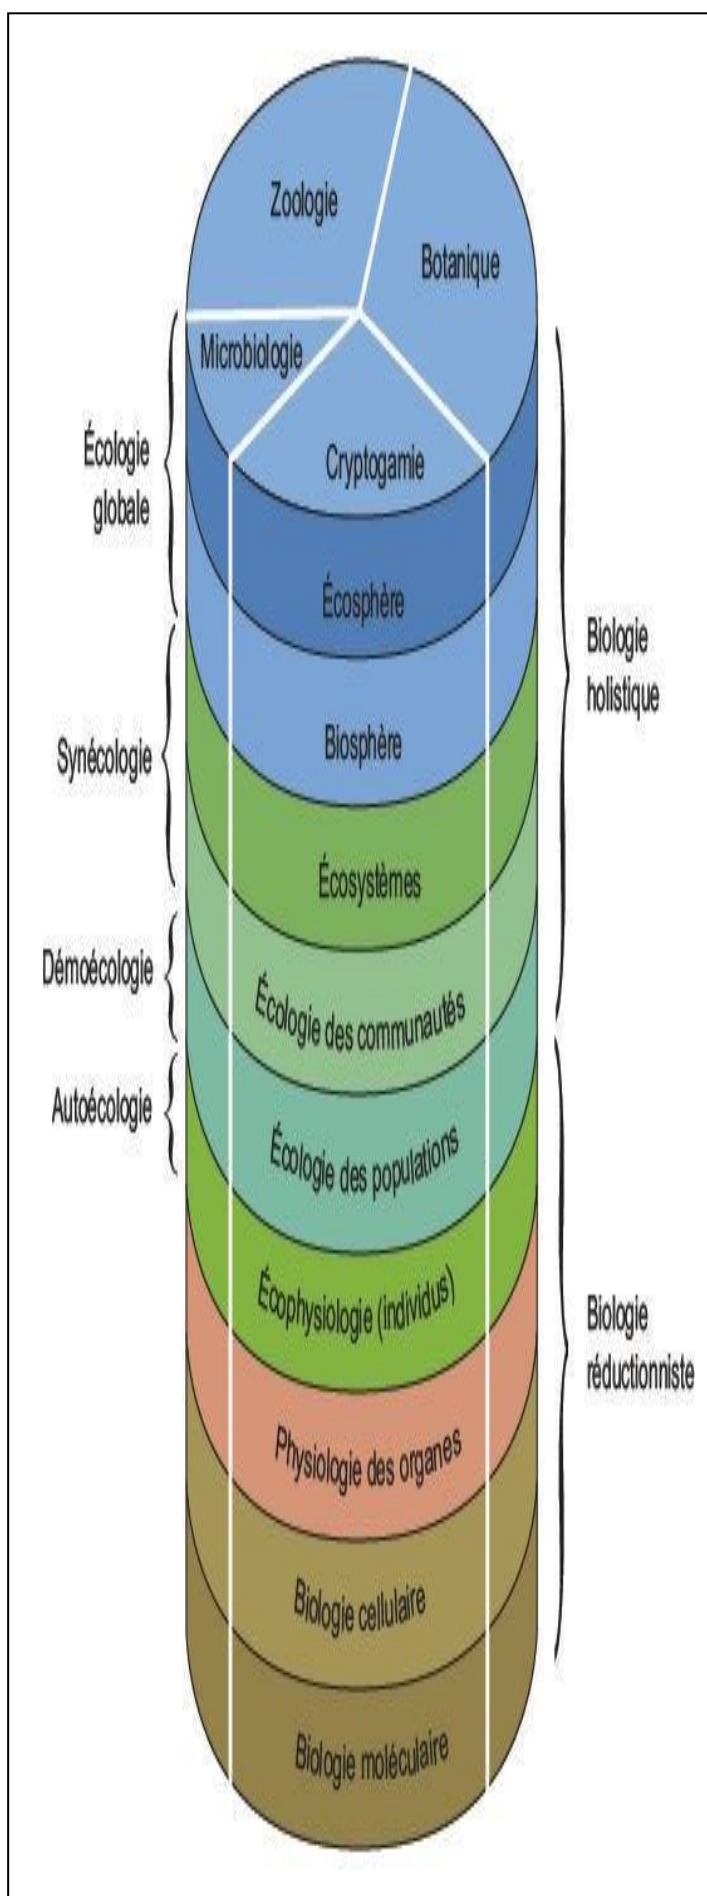 Zoologie
Botanique
Microbiologie
Cryptogamie
Écologie
globale
Écosphère
Biologie
holistique
Biosphère
Synécologie
Écosystèmes
Démoécologie
Écologie des communautés
Autoécologie
Écologie des populations
Écophysiologie (individus)
Biologie
réductionniste
Physiologie des organes
Biologie cellulaire
Biologie moléculaire